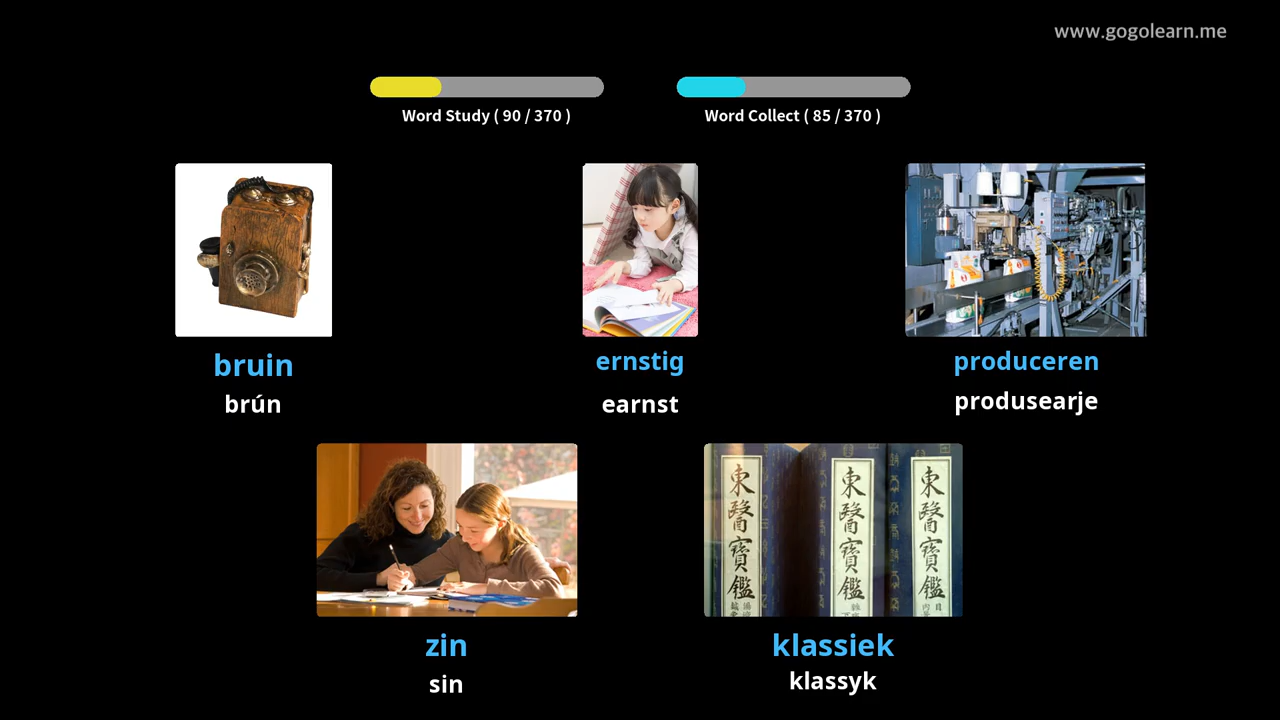 www.gogolearn.me
Word Study ( 90 / 370 )
Word Collect ( 85 / 370 )
bruin
brún
ernstig
earnst
produceren
produsearje
zin
sin
klassiek
klassyk
東醫寶鑑
東醫寶鑑
東醫寶鑑